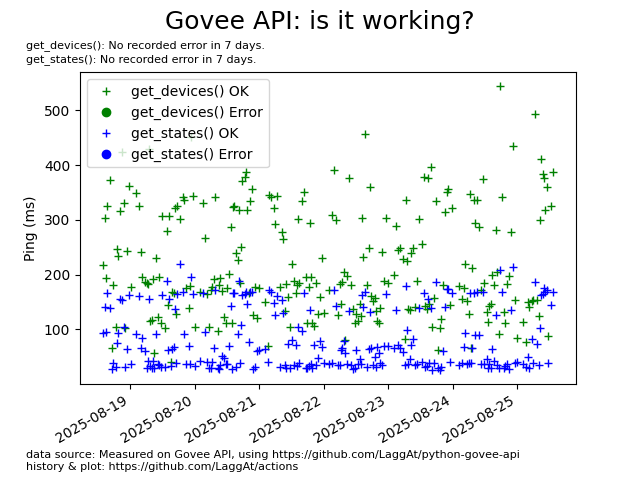 Govee API: is it working?
get_devices(): No recorded error in 7 days.
get_states(): No recorded error in 7 days.
get_devices() OK
get_devices() Error
get_states() OK
get_states() Error
Ping (ms)
500
400
300
200
100
2025-08-19
2025-08-20
2025-08-21
2025-08-22
2025-08-23
2025-08-24
2025-08-25
data source: Measured on Govee API, using https://github.com/LaggAt/python-govee-api
history & plot: https://github.com/LaggAt/actions